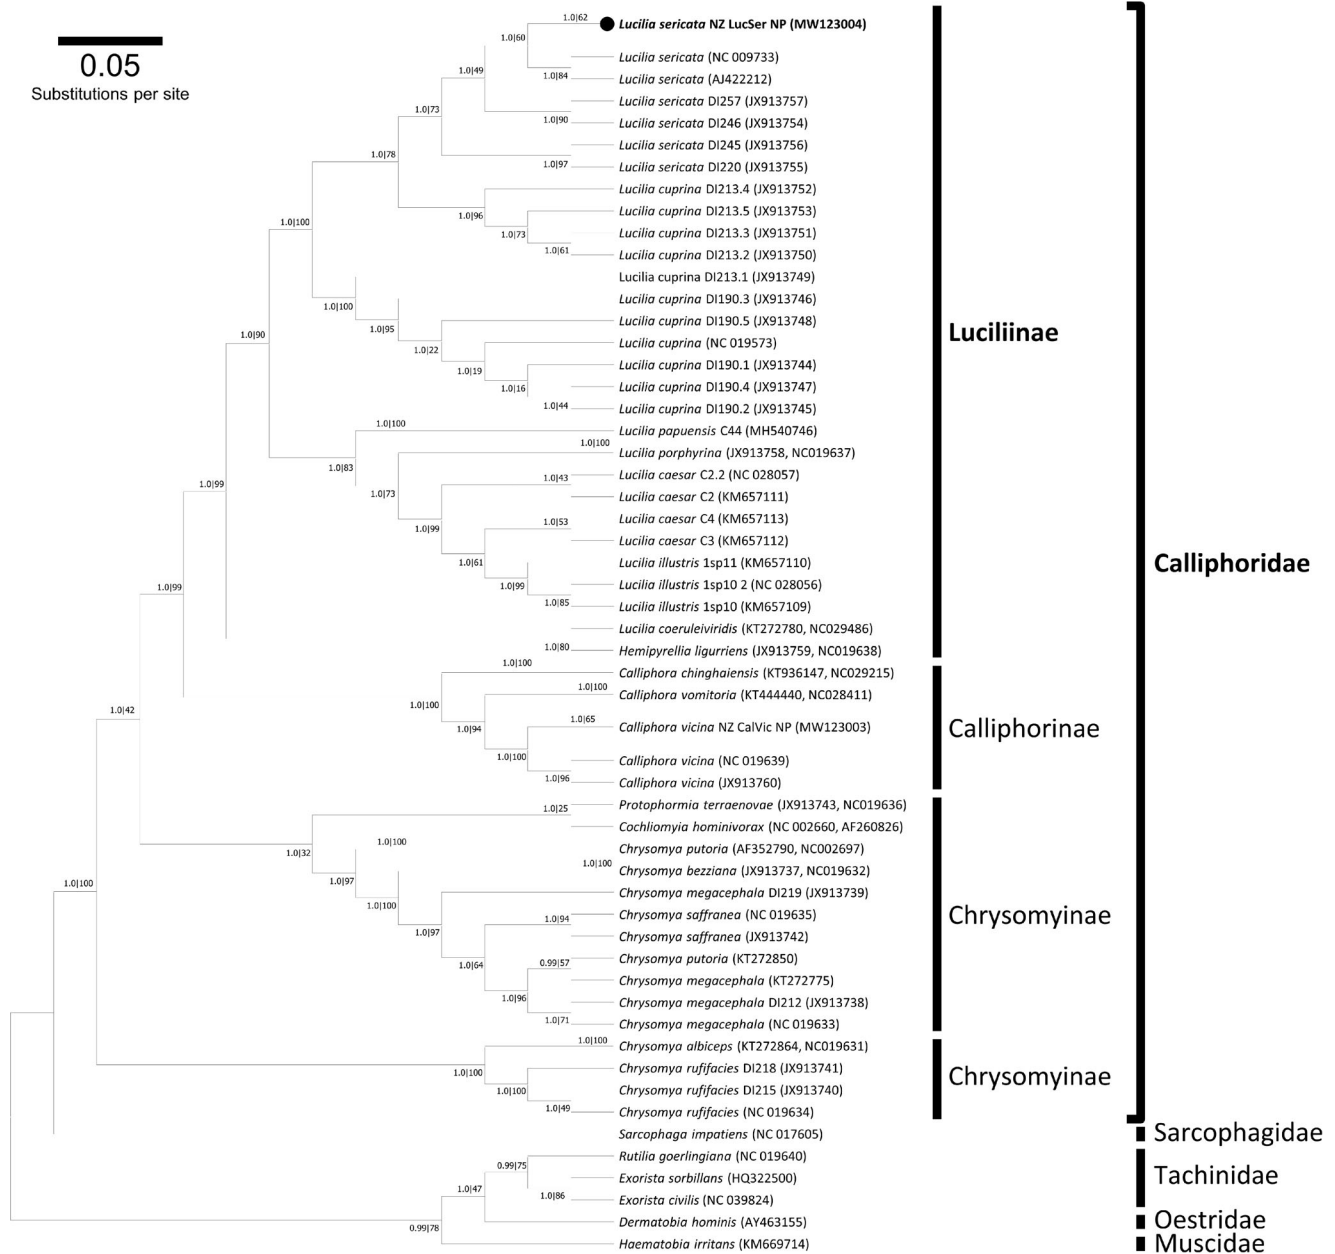 0.05
Substitutions per site
1.0|62
Lucilia sericata NZ LucSer NP (MW123004)
1.0|60
Lucilia sericata (NC 009733)
1.0|49
1.0|84
Lucilia sericata (AJ422212)
Lucilia sericata DI257 (JX913757)
1.0|73
1.0|90
Lucilia sericata DI246 (JX913754)
Lucilia sericata DI245 (JX913756)
1.0|78
1.0|97
Lucilia sericata DI220 (JX913755)
Lucilia cuprina DI213.4 (JX913752)
1.0|96
Lucilia cuprina DI213.5 (JX913753)
1.0|100
1.0|73
Lucilia cuprina DI213.3 (JX913751)
1.0|61
Lucilia cuprina DI213.2 (JX913750)
Lucilia cuprina DI213.1 (JX913749)
1.0|100
Lucilia cuprina DI190.3 (JX913746)
1.0|95
Lucilia cuprina DI190.5 (JX913748)
Luciliinae
1.0|90
1.0|22
Lucilia cuprina (NC 019573)
1.0|19
Lucilia cuprina DI190.1 (JX913744)
1.0|16
Lucilia cuprina DI190.4 (JX913747)
1.0|44
Lucilia cuprina DI190.2 (JX913745)
1.0|100
Lucilia papuensis C44 (MH540746)
1.0|100
Lucilia porphyrina (JX913758, NC019637)
1.0|83
1.0|43
Lucilia caesar C2.2 (NC 028057)
1.0|99
1.0|73
Lucilia caesar C2 (KM657111)
1.0|53
Lucilia caesar C4 (KM657113)
1.0|99
Lucilia caesar C3 (KM657112)
1.0|61
Lucilia illustris 1sp11 (KM657110)
Calliphoridae
1.0|99
1.0|99
Lucilia illustris 1sp10 2 (NC 028056)
1.0|85
Lucilia illustris 1sp10 (KM657109)
Lucilia coeruleiviridis (KT272780, NC029486)
1.0|80
Hemipyrellia ligurriens (JX913759, NC019638)
1.0|100
Calliphora chinghaiensis (KT936147, NC029215)
1.0|100
Calliphora vomitoria (KT444440, NC028411)
1.0|42
1.0|100
1.0|94
1.0|65
Calliphora vicina NZ CalVic NP (MW123003)
Calliphorinae
1.0|100
Calliphora vicina (NC 019639)
1.0|96
Calliphora vicina (JX913760)
1.0|25
Protophormia terraenovae (JX913743, NC019636)
Cochliomyia hominivorax (NC 002660, AF260826)
1.0|32
1.0|100
Chrysomya putoria (AF352790, NC002697)
1.0|100
Chrysomya bezziana (JX913737, NC019632)
1.0|100
1.0|97
Chrysomya megacephala DI219 (JX913739)
1.0|100
1.0|94
Chrysomya saffranea (NC 019635)
Chrysomyinae
1.0|97
Chrysomya saffranea (JX913742)
1.0|64
0.99|57
Chrysomya putoria (KT272850)
Chrysomya megacephala (KT272775)
1.0|96
Chrysomya megacephala DI212 (JX913738)
1.0|71
Chrysomya megacephala (NC 019633)
1.0|100
Chrysomya albiceps (KT272864, NC019631)
1.0|100
Chrysomya rufifacies DI218 (JX913741)
Chrysomyinae
1.0|100
Chrysomya rufifacies DI215 (JX913740)
1.0|49
Chrysomya rufifacies (NC 019634)
Sarcophaga impatiens (NC 017605)
Sarcophagidae
Rutilia goerlingiana (NC 019640)
0.99|75
Exorista sorbillans (HQ322500)
Tachinidae
1.0|47
1.0|86
Exorista civilis (NC 039824)
Dermatobia hominis (AY463155)
Oestridae
0.99|78
Haematobia irritans (KM669714)
Muscidae